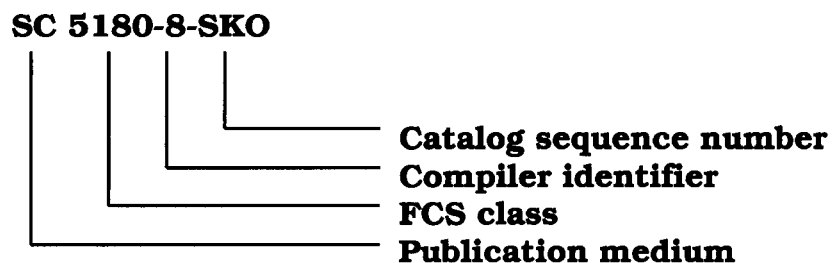 SC 5180-8-SKO
Catalog sequence number
Compiler identifier
FCS class
Publication medium